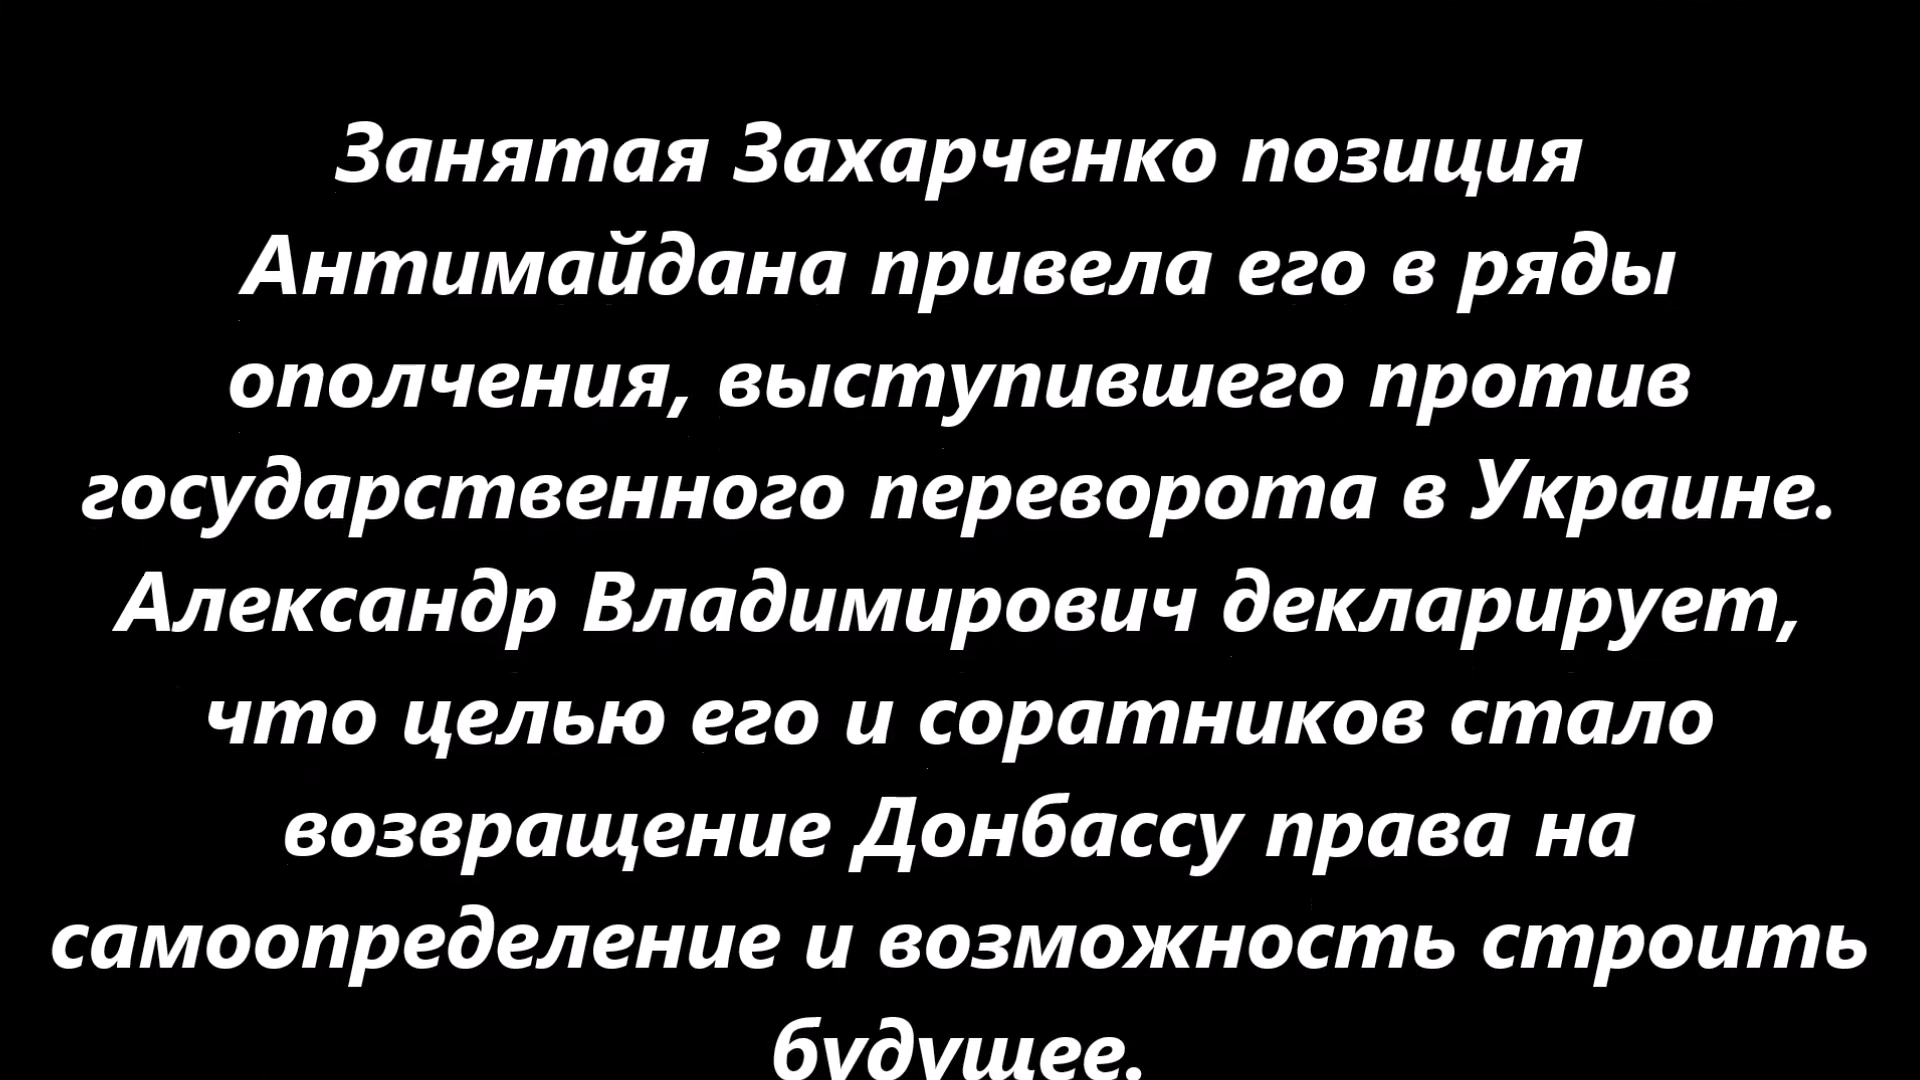 Занятая Захарченко позиция
Антимайдана привела его в ряды
ополчения, выступившего против
государственного переворота в Украине.
Александр Владимирович декларирует,
что целью его и соратников стало
возвращение Донбассу права на
самоопределение и возможность строить
будущее.